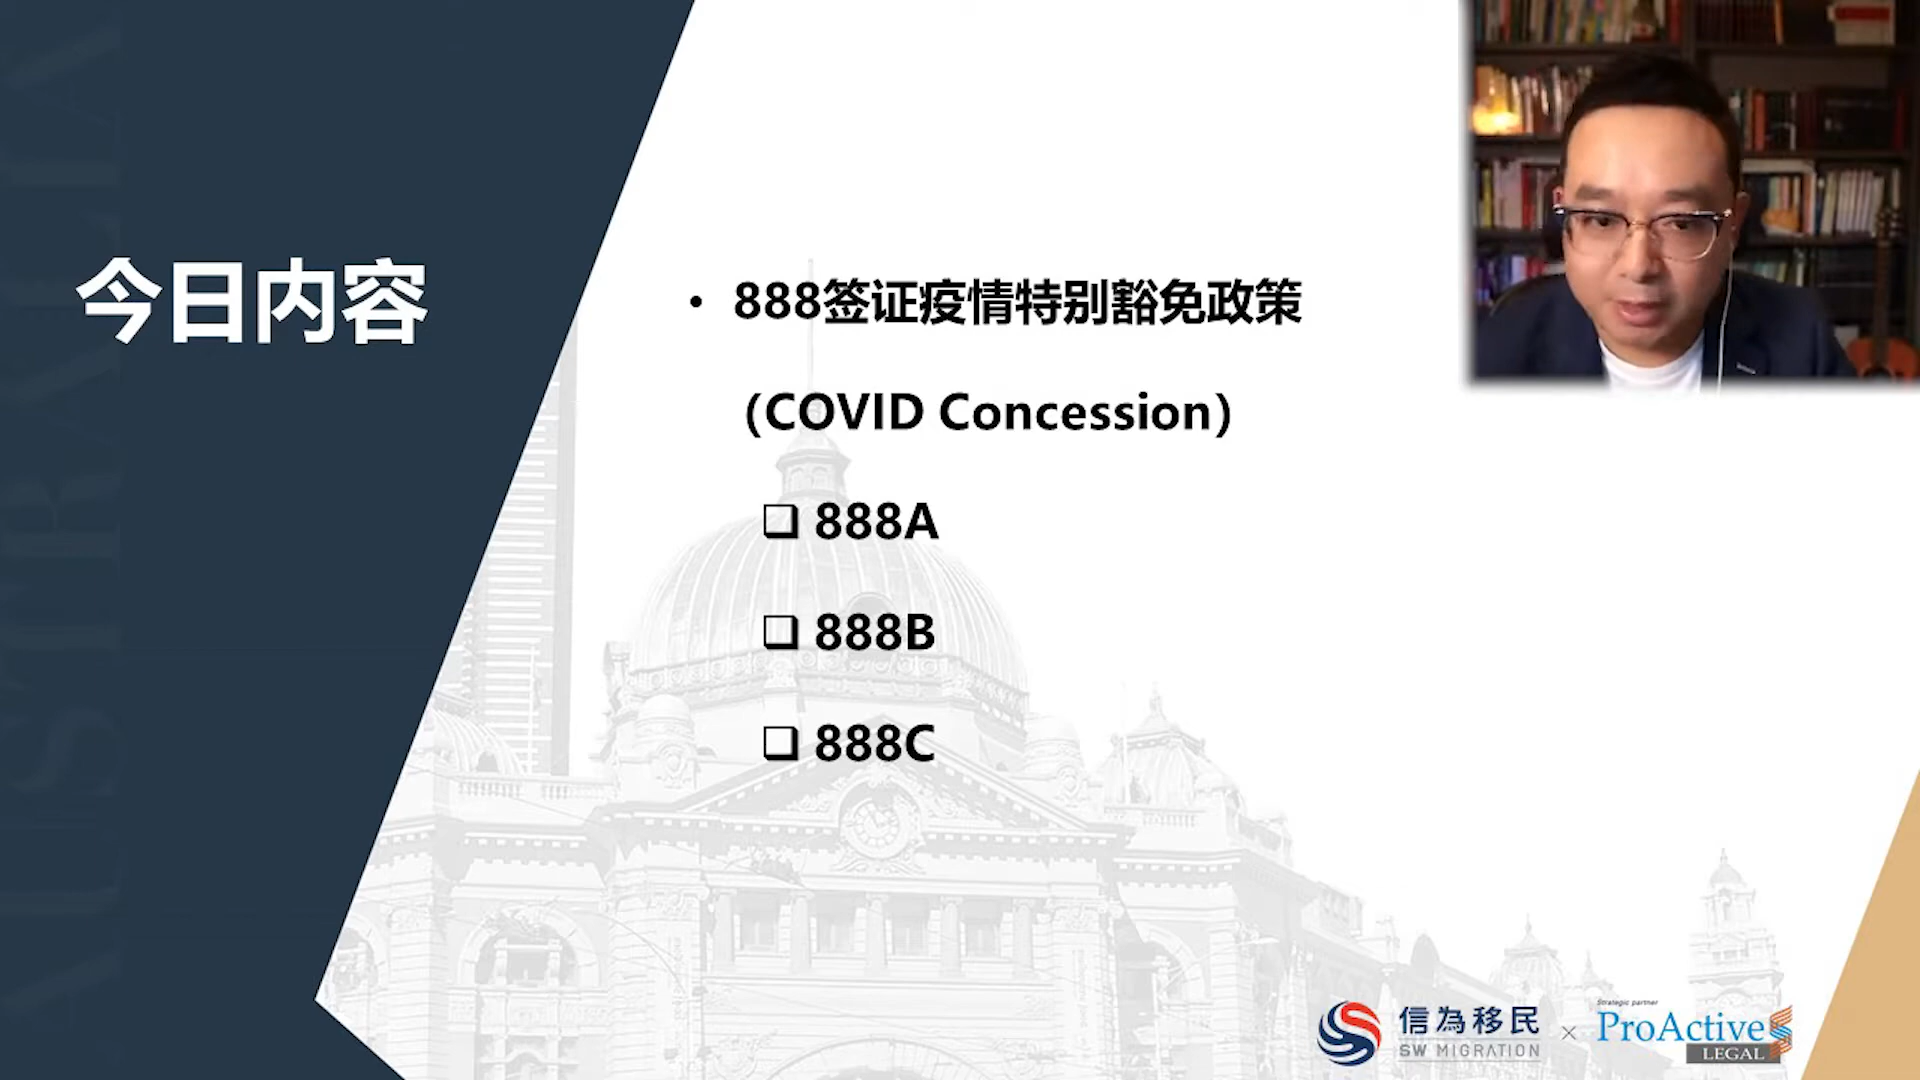 今日内容
• 888签证疫情特别豁免政策
（COVID Concession）
❑ 888A
❑ 888B
❑ 888C
信為移民
SW MIGRATION
×
Strategic partner
ProActive
LEGAL